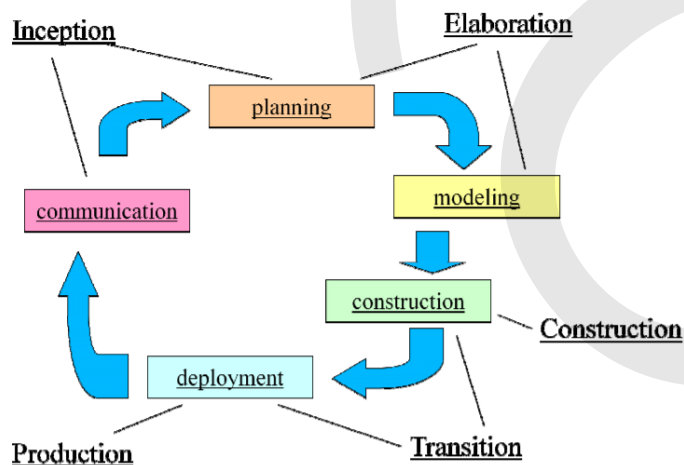 Inception
Elaboration
planning
communication
modeling
construction
Construction
deployment
Production
Transition